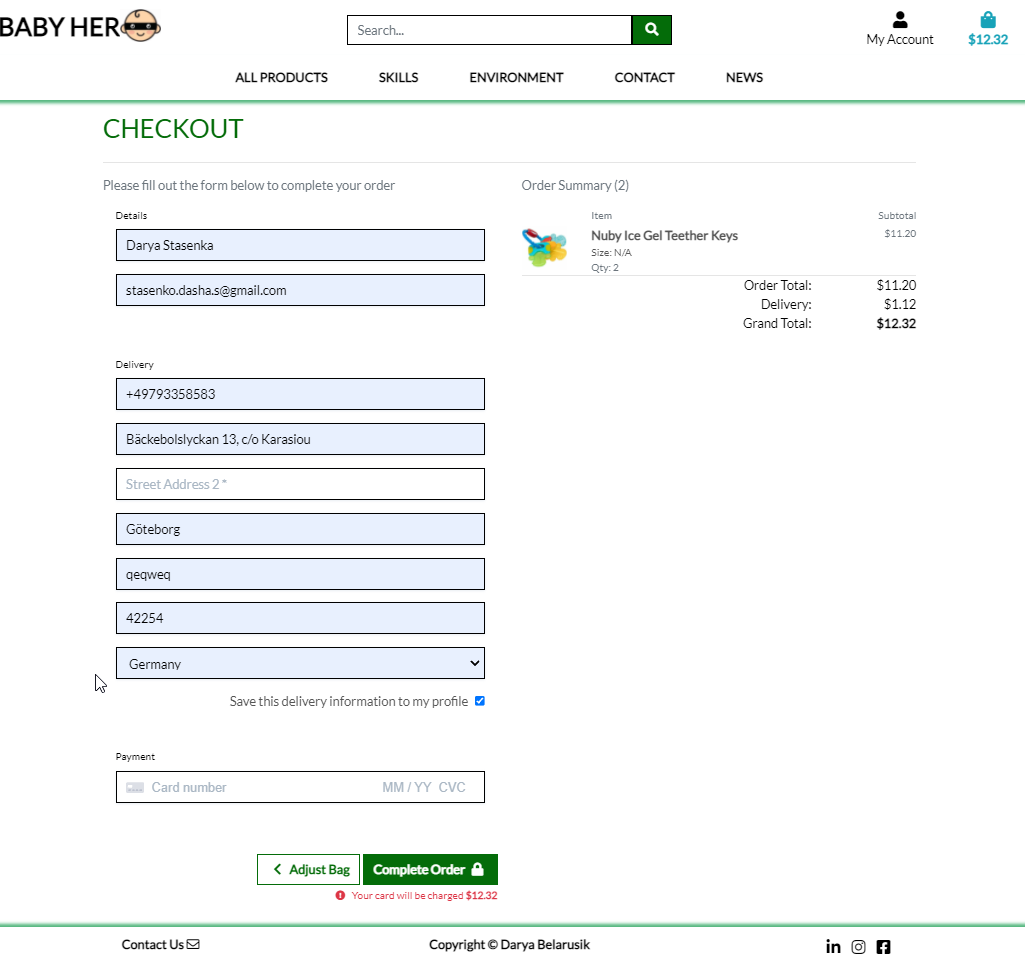 BABY HER
Search...
My Account
$12.32
ALL PRODUCTS SKILLS ENVIRONMENT CONTACT NEWS
CHECKOUT
Please fill out the form below to complete your order
Details
Darya Stasenka
stasenko.dasha.s@gmail.com
Delivery
+49793358583
Bäckebolslyckan 13, c/o Karasiou
Street Address 2 *
Göteborg
qeqweq
42254
Germany
Save this delivery information to my profile
Payment
Card number MM / YY CVC
Adjust Bag
Complete Order
Your card will be charged $12.32
Order Summary (2)
Item Subtotal
Nuby Ice Gel Teether Keys $11.20
Size: N/A
Qty: 2
Order Total: $11.20
Delivery: $1.12
Grand Total: $12.32
Contact Us
Copyright © Darya Belarusik